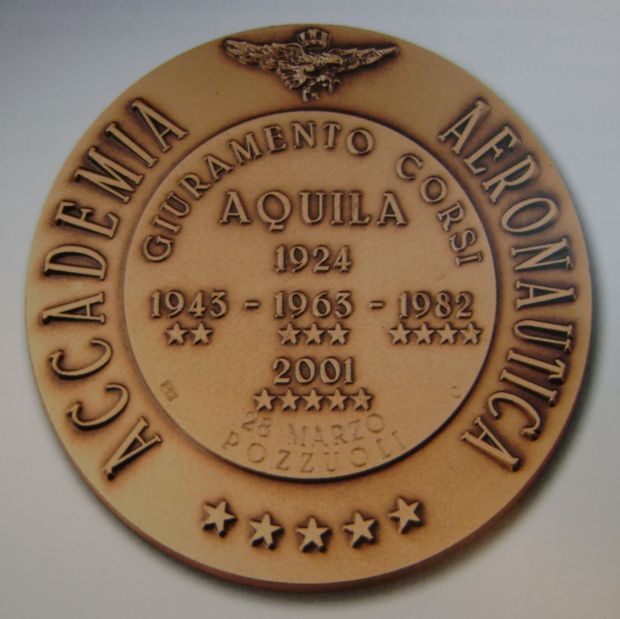 ACCADEMIA AERONAUTICA
GIURAMENTO CORSI
AQUILA
1924
1943 - 1963 - 1982
2001
28 MARZO
POZZUOLI